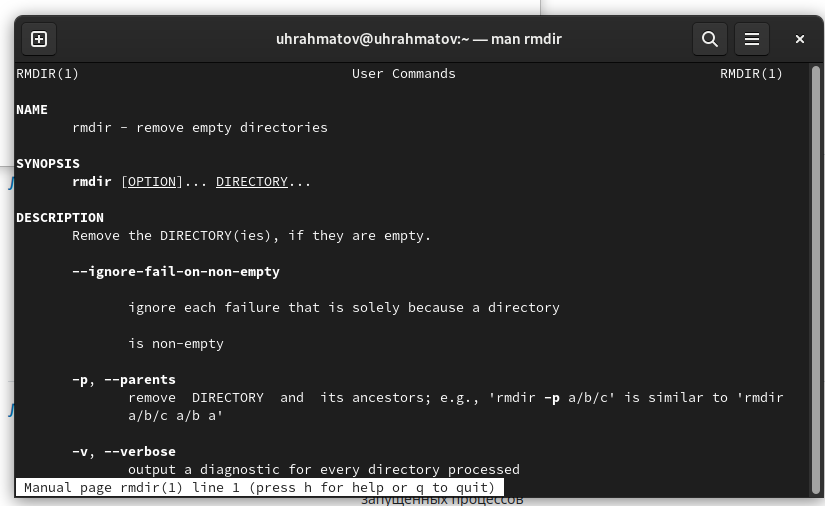 uhrahmatov@uhrahmatov:~ — man rmdir
RMDIR(1) User Commands RMDIR(1)
NAME
rmdir - remove empty directories
SYNOPSIS
rmdir [OPTION]... DIRECTORY...
DESCRIPTION
Remove the DIRECTORY(ies), if they are empty.
--ignore-fail-on-non-empty
ignore each failure that is solely because a directory
is non-empty
-p, --parents
remove DIRECTORY and its ancestors; e.g., 'rmdir -p a/b/c' is similar to 'rmdir
a/b/c a/b a'
-v, --verbose
output a diagnostic for every directory processed
Manual page rmdir(1) line 1 (press h for help or q to quit)
запущенных процессов